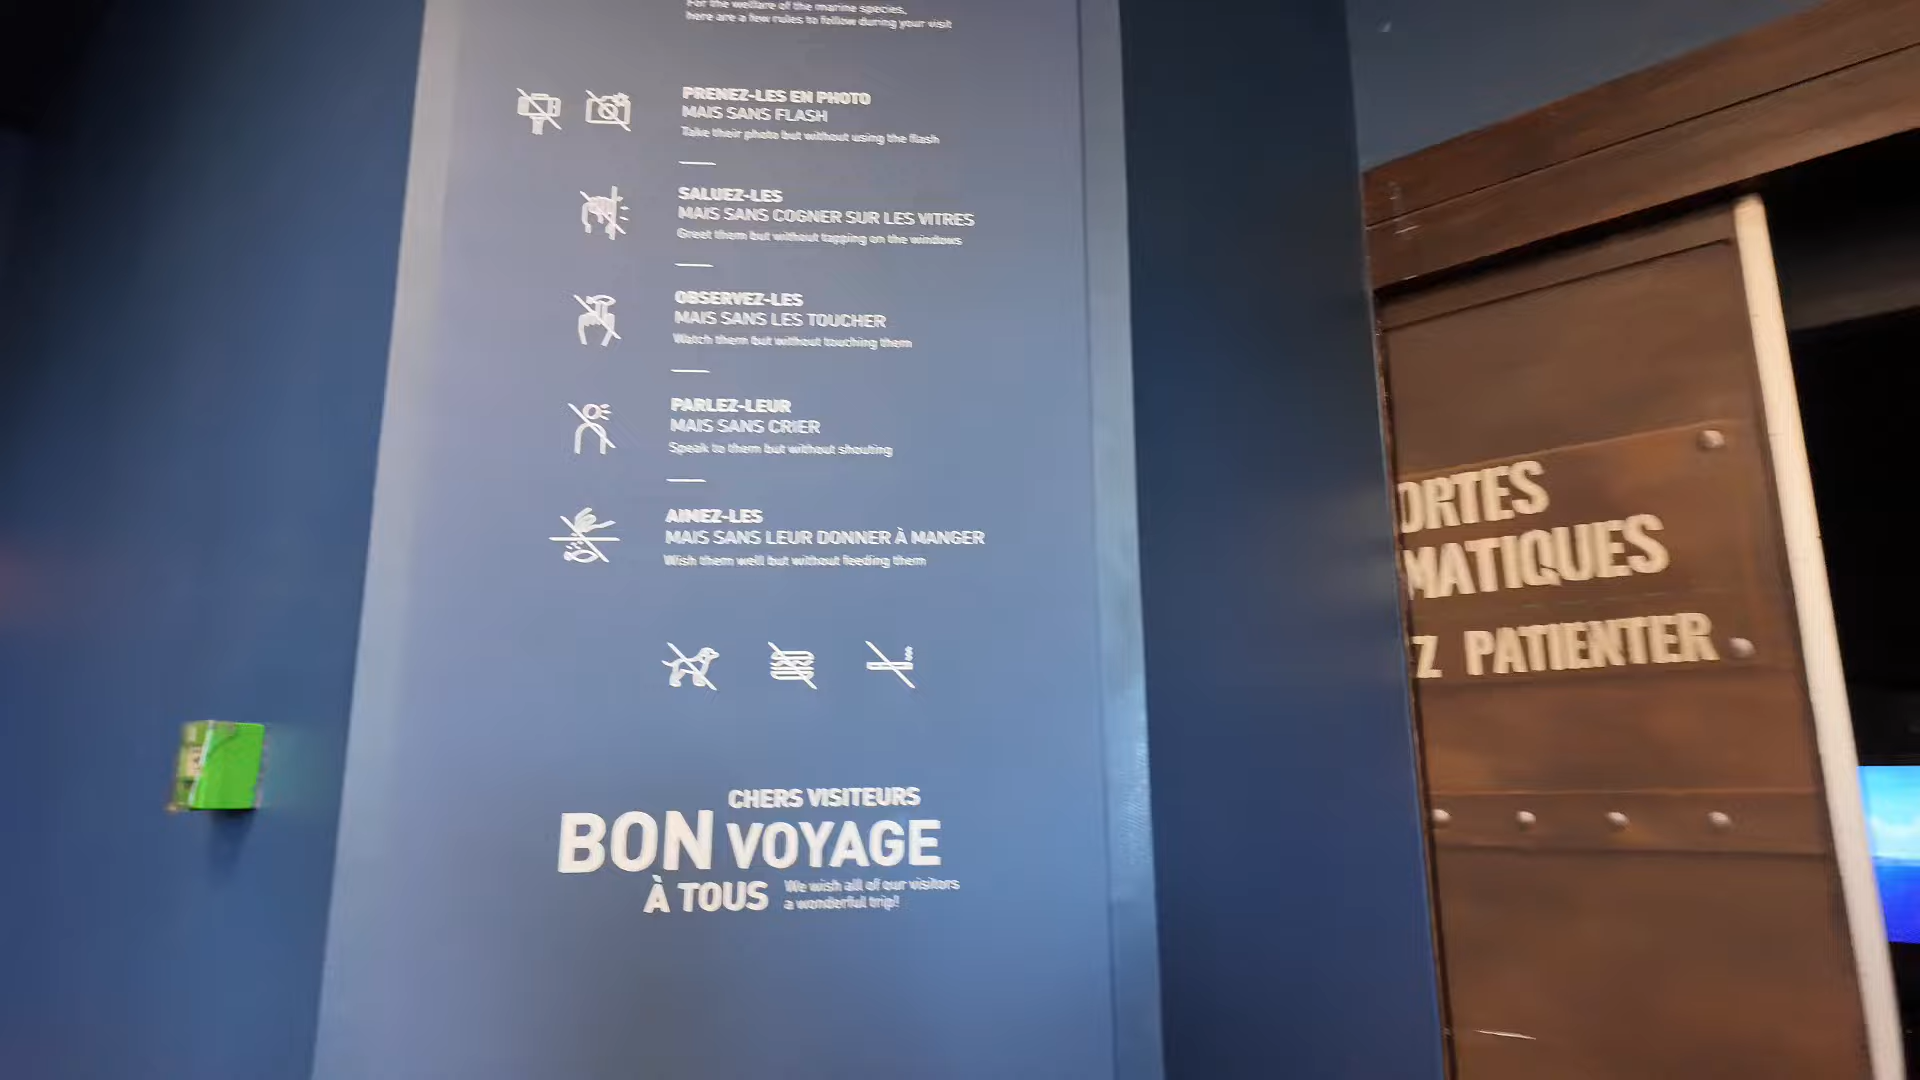 For the welfare of the marine species,
here are a few rules to follow during your visit
PRENEZ-LES EN PHOTO
MAIS SANS FLASH
Take their photo but without using the flash
SALUEZ-LES
MAIS SANS COGNER SUR LES VITRES
Greet them but without tapping on the windows
OBSERVEZ-LES
MAIS SANS LES TOUCHER
Watch them but without touching them
PARLEZ-LEUR
MAIS SANS CRIER
Speak to them but without shouting
AIMEZ-LES
MAIS SANS LEUR DONNER À MANGER
Wish them well but without feeding them
CHERS VISITEURS
BON VOYAGE
À TOUS
We wish all of our visitors
a wonderful trip!
ORTES
MATIQUES
Z PATIENTER